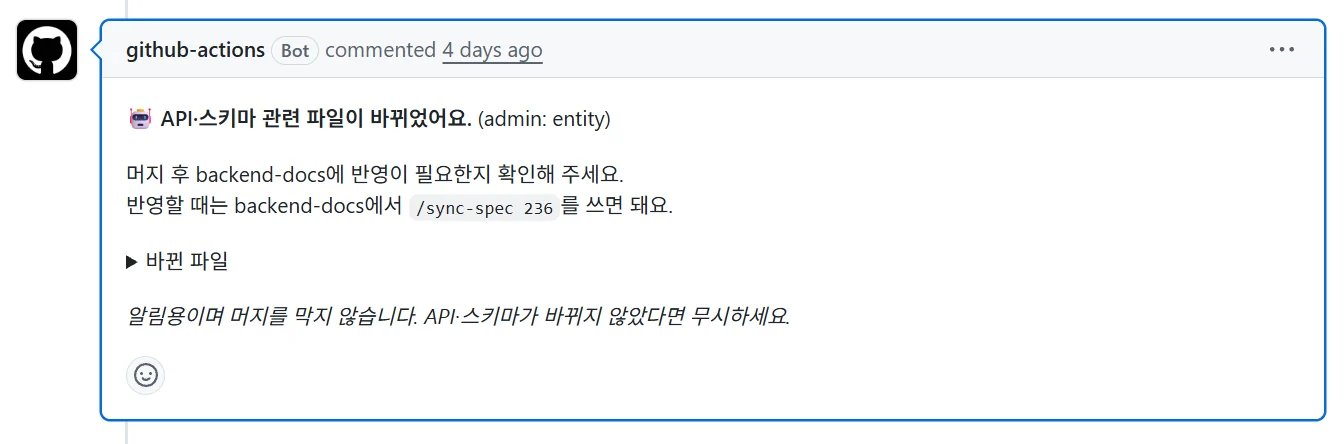 github-actions Bot commented 4 days ago
API·스키마 관련 파일이 바뀌었어요. (admin: entity)
머지 후 backend-docs에 반영이 필요한지 확인해 주세요.
반영할 때는 backend-docs에서 /sync-spec 236를 쓰면 돼요.
▶ 바뀐 파일
알림용이며 머지를 막지 않습니다. API·스키마가 바뀌지 않았다면 무시하세요.